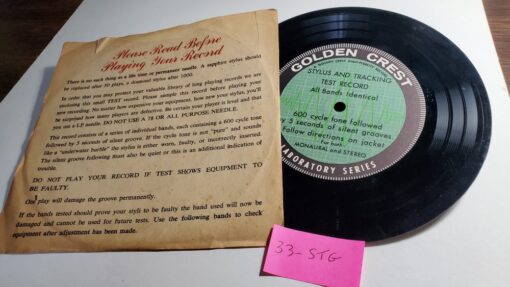 Please Read Before
Playing Your Record
There is no such thing as a life time or permanent needle. A sapphire stylus should
be replaced after 50 plays, a diamond stylus after 1000.
In order that you may protect your valuable library of long playing records we are
enclosing this small TEST record. Please sample this record before playing your
new recording. No matter how expensive your equipment, how new your stylus, you'll
be surprised how many players are defective. Be certain your player is level and that
you use a L.P needle. DO NOT USE A 78 OR ALL PURPOSE NEEDLE.
This record consists of a series of individual bands, each containing a 600 cycle tone
followed by 5 seconds of silent groove. If the cycle tone is not "pure" and sounds
like a "underwater burble" the stylus is either worn, faulty, or incorrectly inserted.
The silent groove following must also be quiet or this is an additional indication of
trouble.
DO NOT PLAY YOUR RECORD IF TEST SHOWS EQUIPMENT TO
BE FAULTY.
One play will damage the groove permanently.
If the bands tested should prove your styli to be faulty the band used will now be
damaged and cannot be used for future tests. Use the following bands to check
equipment after adjustment has been made.
GOLDEN CREST
STYLUS AND TRACKING
TEST RECORD
All Bands Identical
600 cycle tone followed
by 5 seconds of silent grooves
Follow directions on jacket
For both
MONAURAL and STEREO
LABORATORY SERIES
33-STG